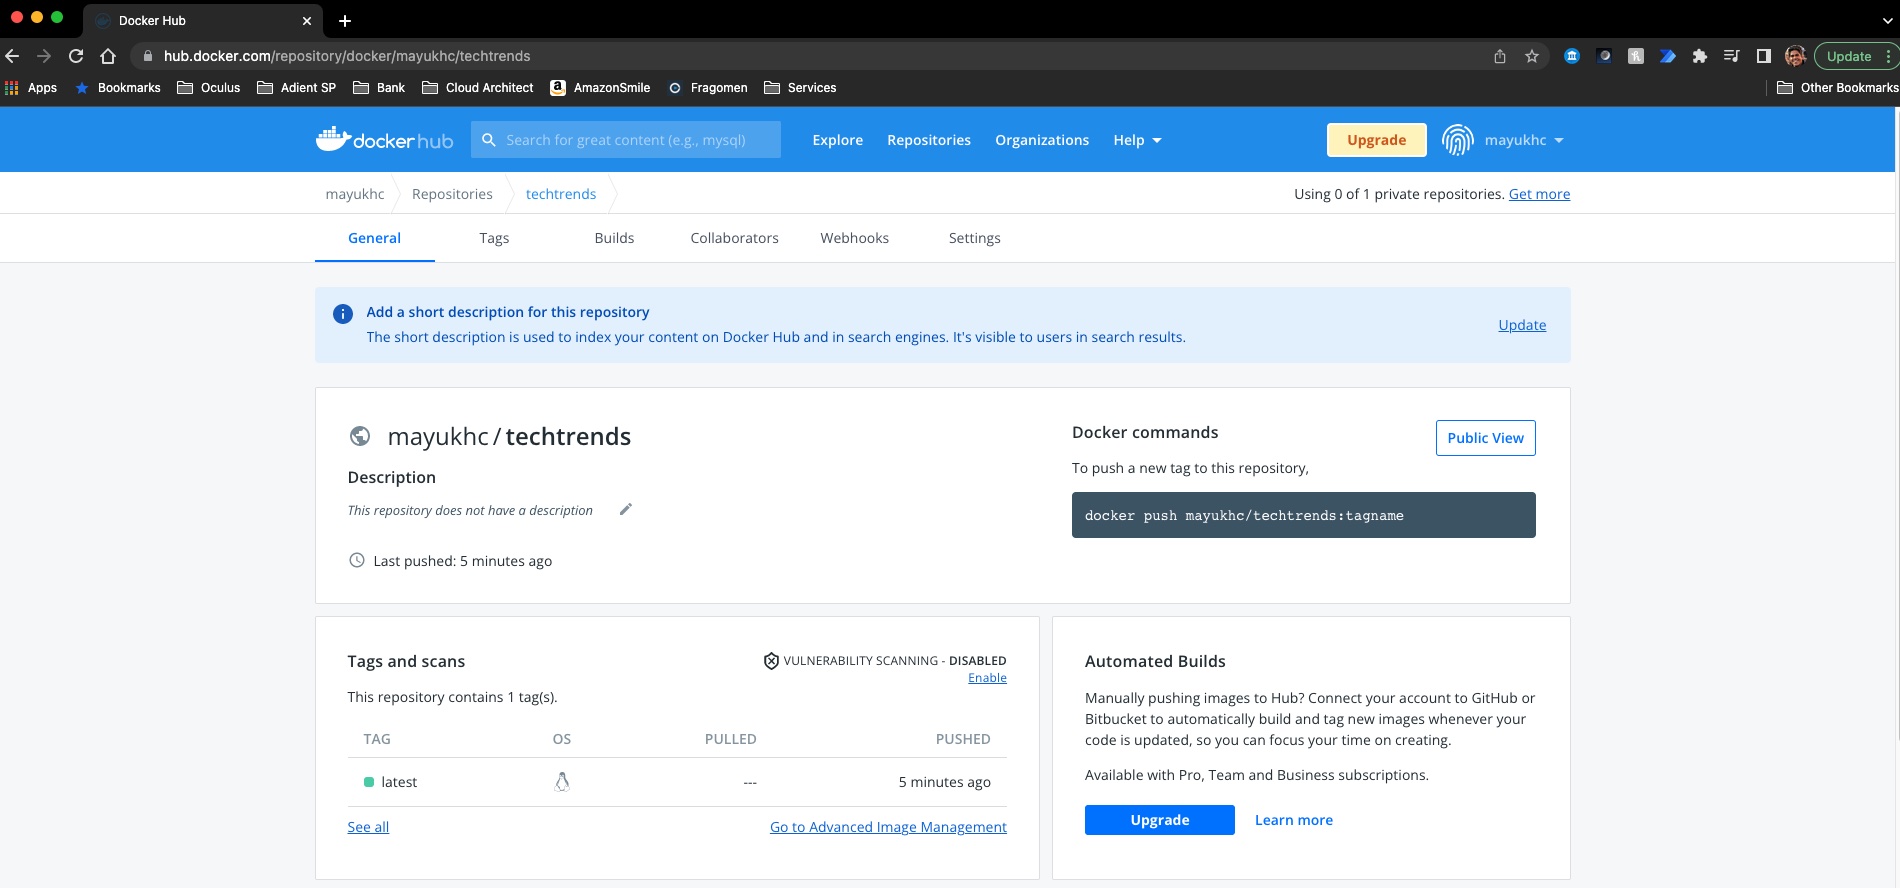 Docker Hub
hub.docker.com/repository/docker/mayukhc/techtrends
Update
Apps Bookmarks Oculus Adient SP Bank Cloud Architect AmazonSmile Fragomen Services Other Bookmarks
dockerhub Search for great content (e.g., mysql) Explore Repositories Organizations Help Upgrade mayukhc
mayukhc Repositories techtrends Using 0 of 1 private repositories. Get more
General Tags Builds Collaborators Webhooks Settings
Add a short description for this repository
The short description is used to index your content on Docker Hub and in search engines. It's visible to users in search results.
Update
mayukhc / techtrends
Description
This repository does not have a description
Last pushed: 5 minutes ago
Docker commands
Public View
To push a new tag to this repository,
docker push mayukhc/techtrends:tagname
Tags and scans
VULNERABILITY SCANNING - DISABLED
Enable
This repository contains 1 tag(s).
TAG OS PULLED PUSHED
latest --- 5 minutes ago
See all Go to Advanced Image Management
Automated Builds
Manually pushing images to Hub? Connect your account to GitHub or
Bitbucket to automatically build and tag new images whenever your
code is updated, so you can focus your time on creating.
Available with Pro, Team and Business subscriptions.
Upgrade Learn more